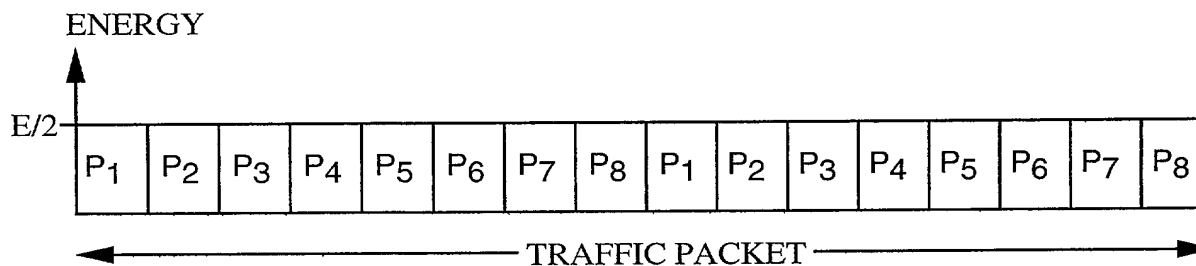 ENERGY
E/2
P1 P2 P3 P4 P5 P6 P7 P8 P1 P2 P3 P4 P5 P6 P7 P8
TRAFFIC PACKET